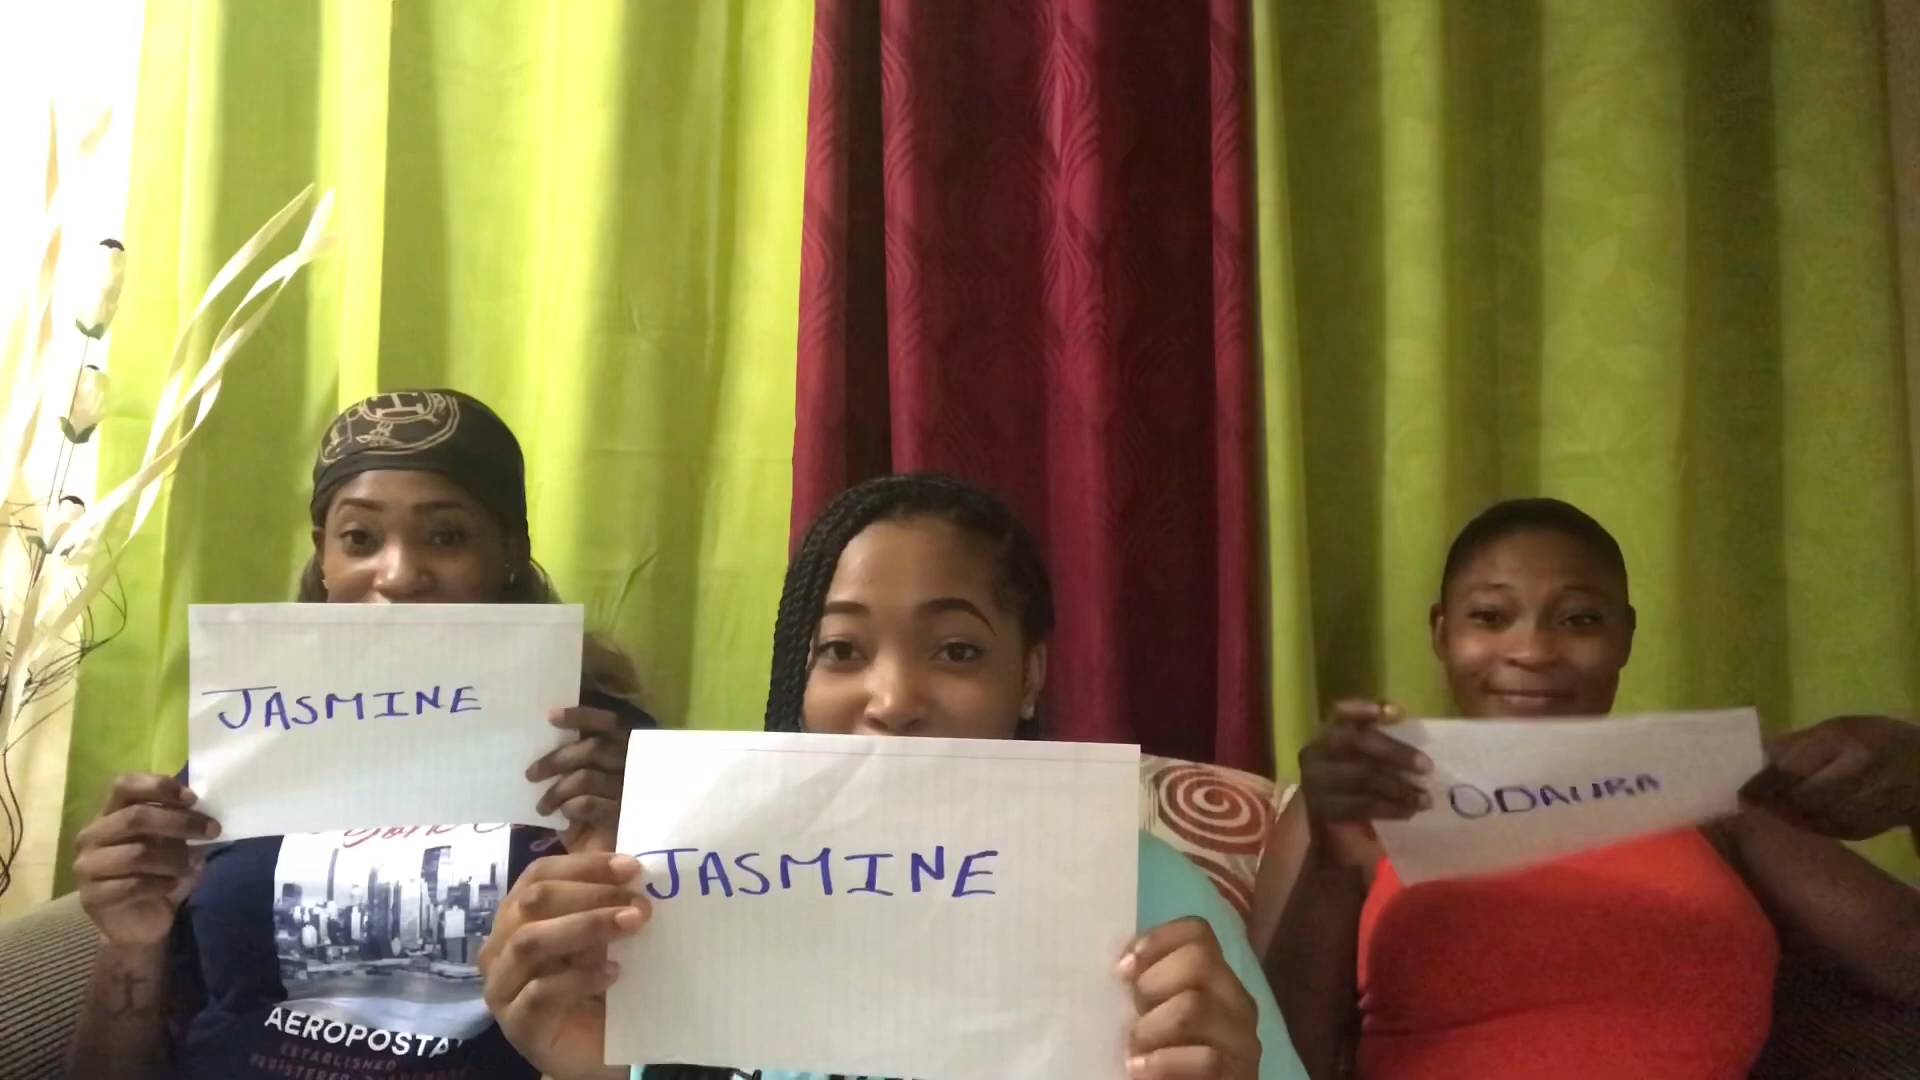 JASMINE
JASMINE
ODAURA
AEROPOSTA
ESTABLISHED